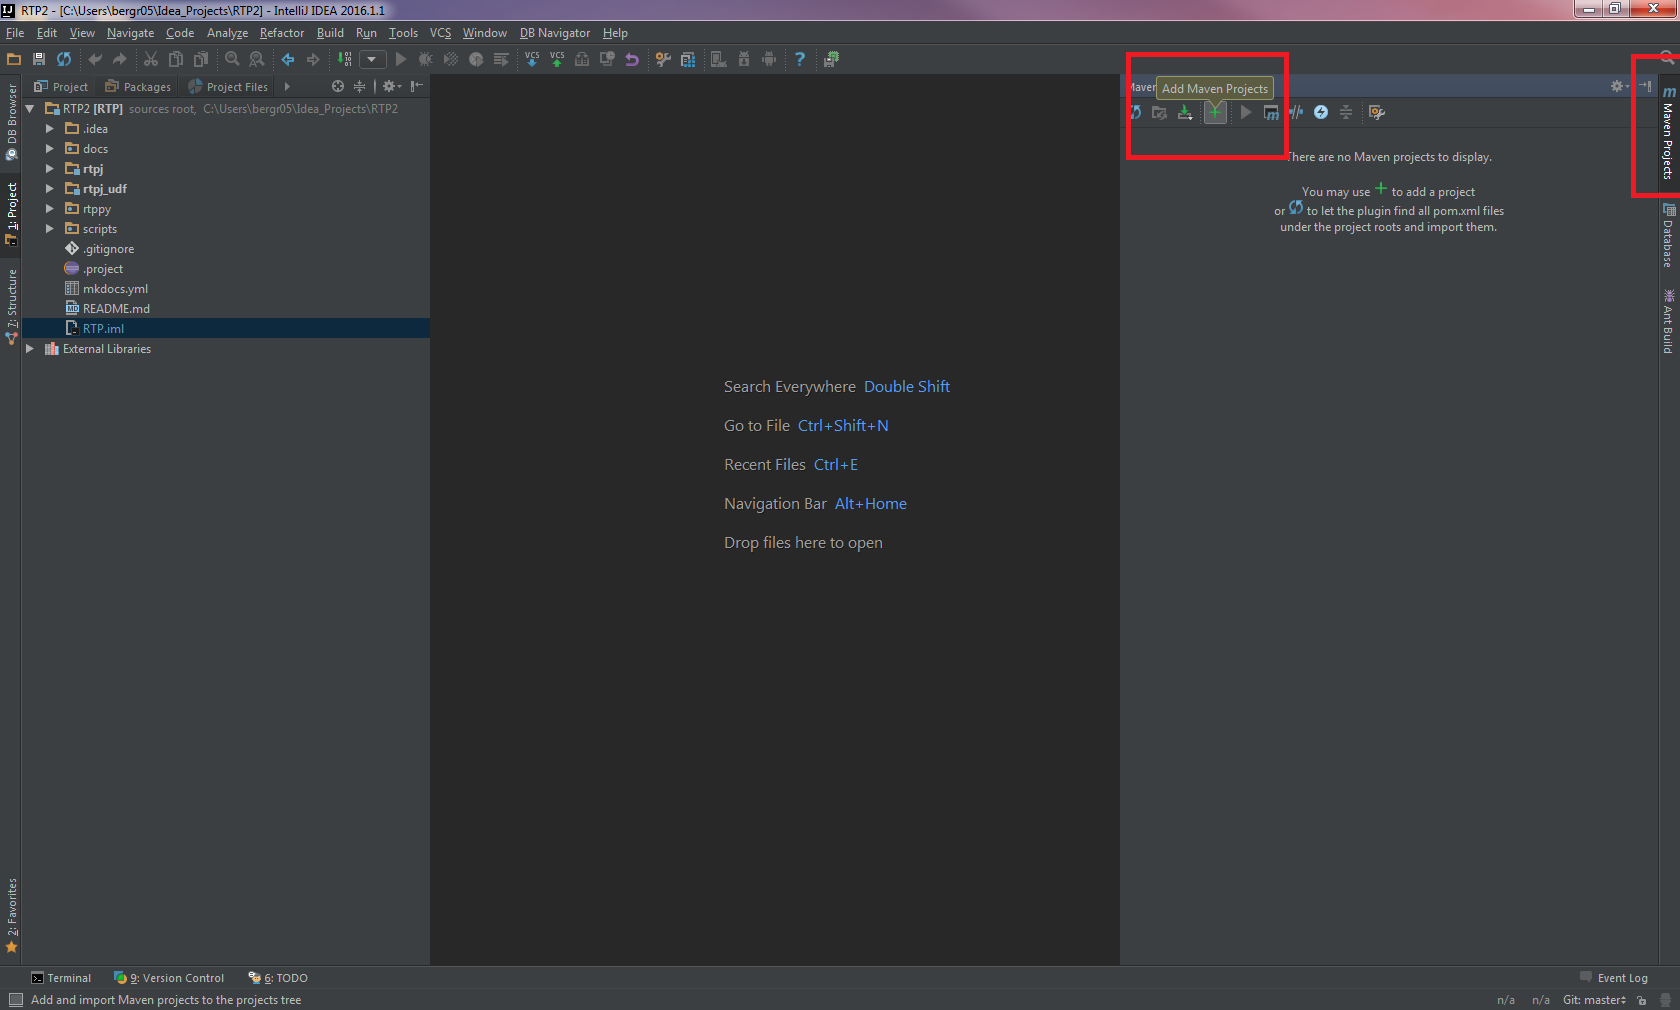 RTP2 - [C:\Users\bergr05\Idea_Projects\RTP2] - IntelliJ IDEA 2016.1.1
File Edit View Navigate Code Analyze Refactor Build Run Tools VCS Window DB Navigator Help
Project Packages Project Files
RTP2 [RTP] sources root, C:\Users\bergr05\Idea_Projects\RTP2
.idea
docs
rtpj
rtpj_udf
rtppy
scripts
.gitignore
.project
mkdocs.yml
README.md
RTP.iml
External Libraries
DB Browser
1: Project
7: Structure
2: Favorites
Search Everywhere Double Shift
Go to File Ctrl+Shift+N
Recent Files Ctrl+E
Navigation Bar Alt+Home
Drop files here to open
Maven
Add Maven Projects
There are no Maven projects to display.
You may use + to add a project
or to let the plugin find all pom.xml files
under the project roots and import them.
Maven Projects
Database
Ant Build
Terminal 9: Version Control 6: TODO Event Log
Add and import Maven projects to the projects tree n/a n/a Git: master